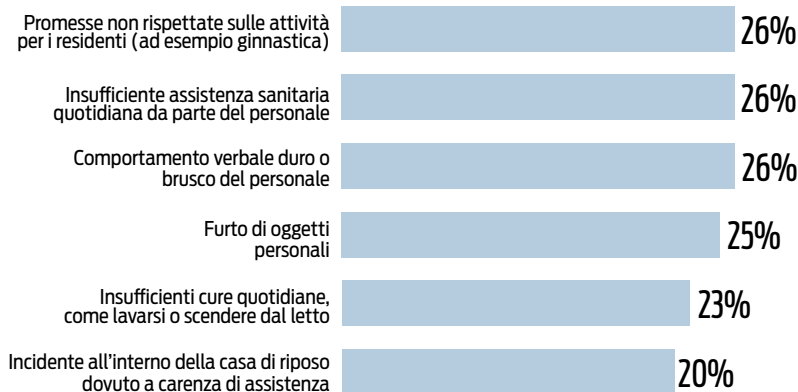 Promesse non rispettate sulle attività
per i residenti (ad esempio ginnastica)
26%
Insufficiente assistenza sanitaria
quotidiana da parte del personale
26%
Comportamento verbale duro o
brusco del personale
26%
Furto di oggetti
personali
25%
Insufficienti cure quotidiane,
come lavarsi o scendere dal letto
23%
Incidente all'interno della casa di riposo
dovuto a carenza di assistenza
20%